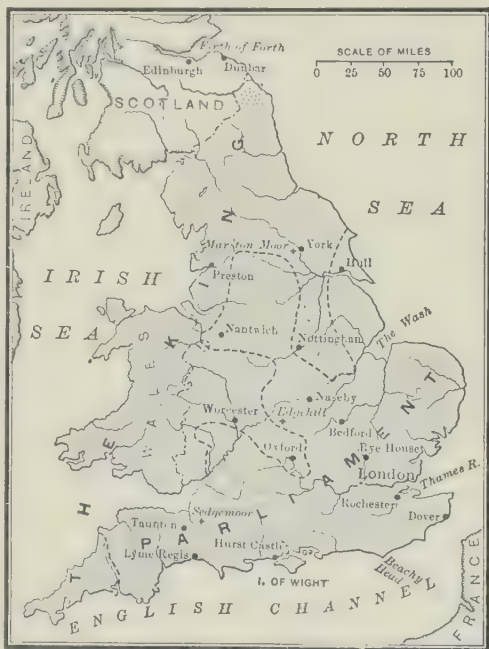 Firth of Forth
Edinburgh
Dunbar
SCALE OF MILES
0 50 100
SCOTLAND
NORTH
SEA
IRELAND
IRISH
SEA
THE KING
Marston Moor
York
Preston
Hull
Nantwich
Nottingham
The Wash
WALES
Naseby
Worcester
Edgehill
Bedford
Oxford
Rye House
London
Thames R.
PARLIAMENT
Rochester
Dover
Sedgemoor
Taunton
Lyme Regis
Hurst Castle
I. OF WIGHT
Beachy
Head
ENGLISH CHANNEL
FRANCE